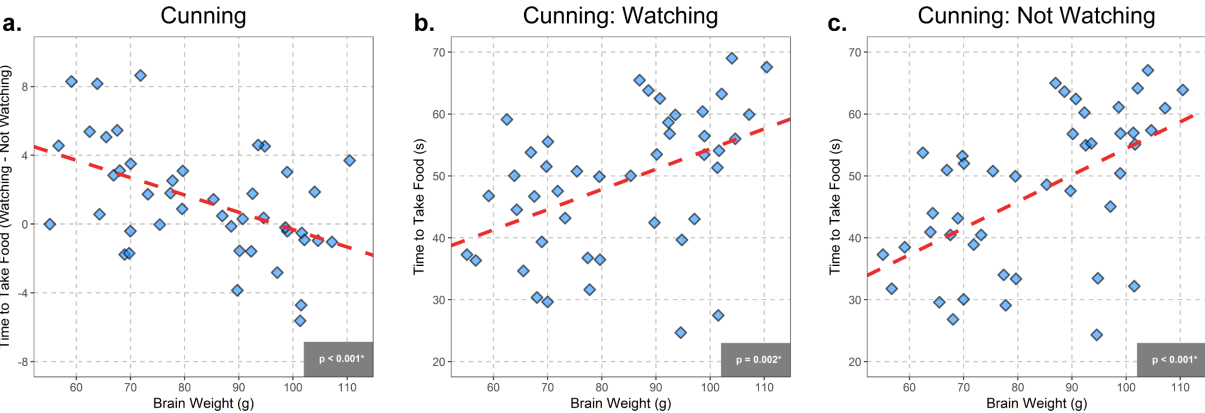 a.
Cunning
Time to Take Food (Watching - Not Watching)
8
4
0
-4
-8
60 70 80 90 100 110
Brain Weight (g)
p < 0.001*
b.
Cunning: Watching
Time to Take Food (s)
70
60
50
40
30
20
60 70 80 90 100 110
Brain Weight (g)
p = 0.002*
c.
Cunning: Not Watching
Time to Take Food (s)
70
60
50
40
30
20
60 70 80 90 100 110
Brain Weight (g)
p < 0.001*